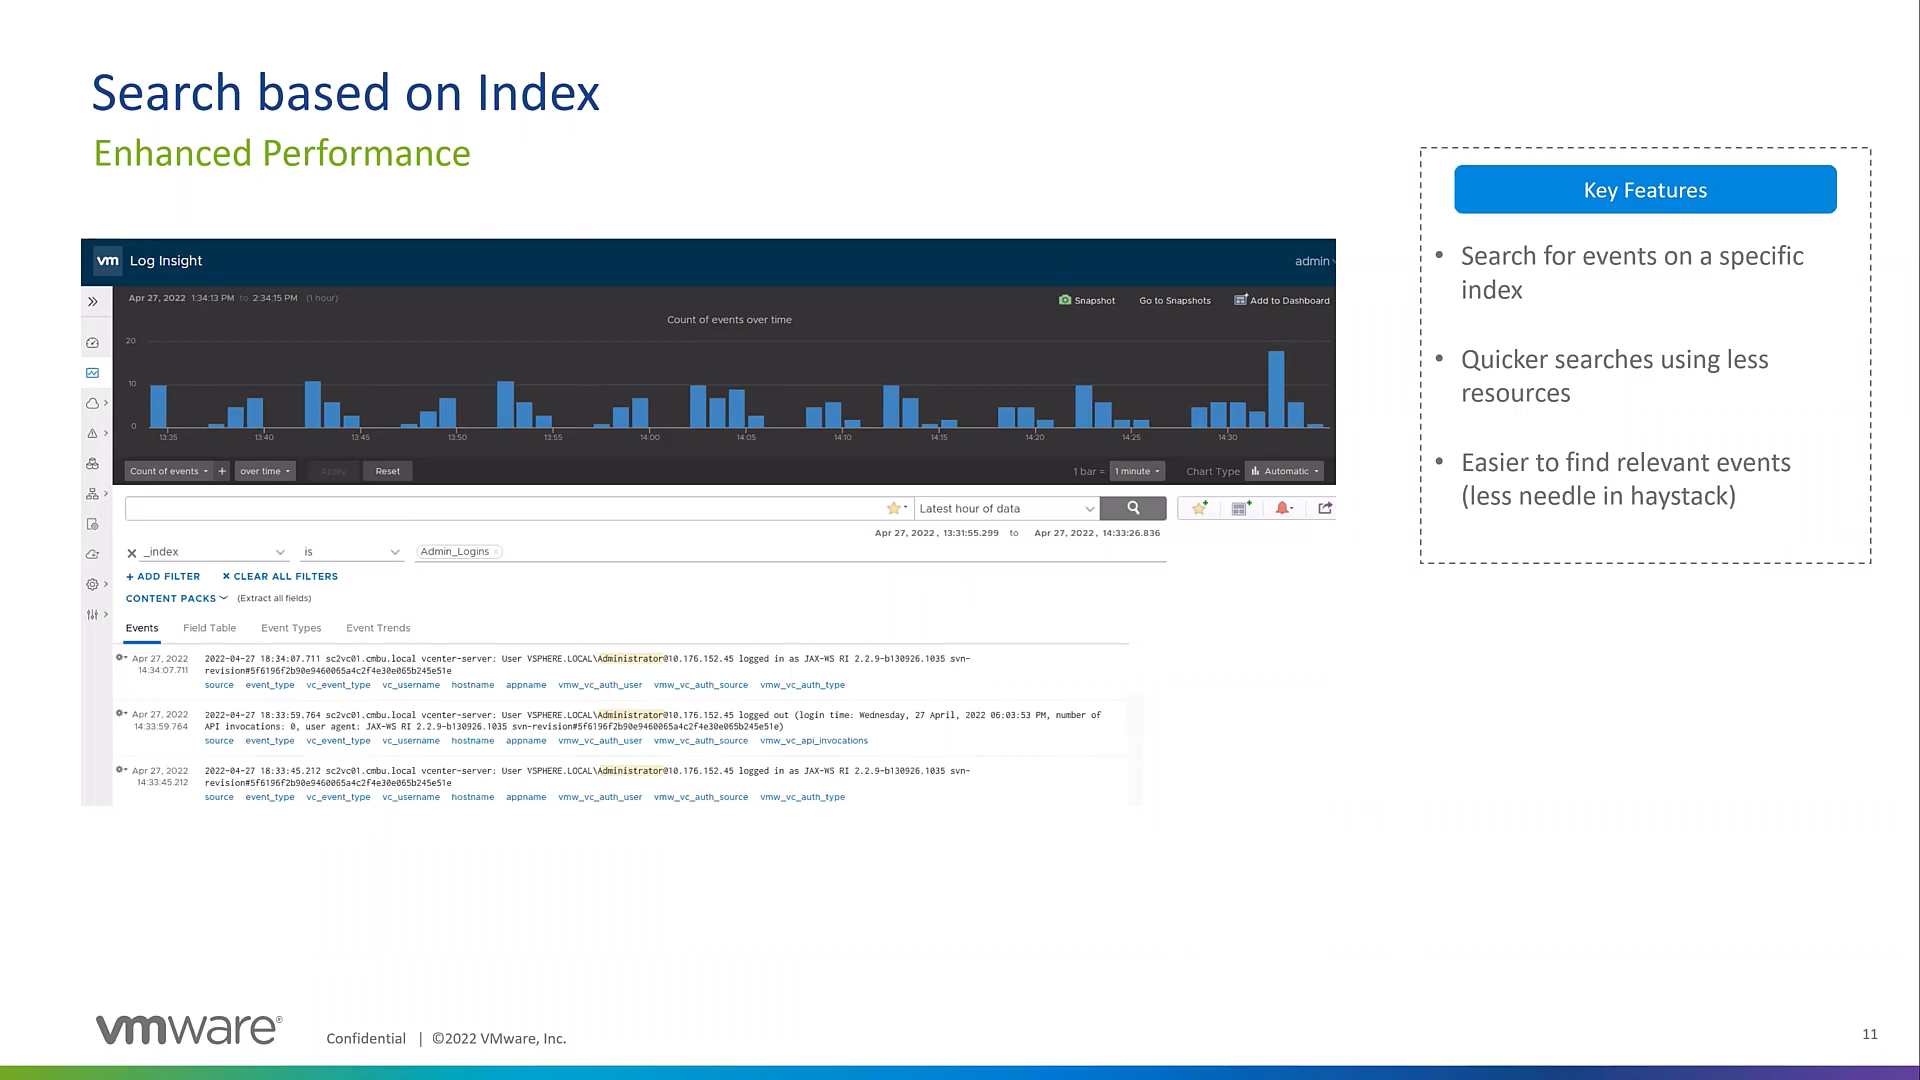 Search based on Index
Enhanced Performance
Key Features
• Search for events on a specific
index
• Quicker searches using less
resources
• Easier to find relevant events
(less needle in haystack)
vm Log Insight
admin
Apr 27, 2022 1:34:13 PM to 2:34:15 PM (1 hour)
Snapshot Go to Snapshots Add to Dashboard
Count of events over time
20
10
0
13:35 13:40 13:45 13:50 13:55 14:00 14:05 14:10 14:15 14:20 14:25 14:30
Count of events + over time Apply Reset 1 bar = 1 minute Chart Type Automatic
Latest hour of data
Apr 27, 2022, 13:31:55.299 to Apr 27, 2022, 14:33:26.836
_index is Admin_Logins
+ ADD FILTER × CLEAR ALL FILTERS
CONTENT PACKS (Extract all fields)
Events Field Table Event Types Event Trends
Apr 27, 2022 2022-04-27 18:34:07.711 sc2vc01.cmbu.local vcenter-server: User VSPHERE.LOCAL\Administrator@10.176.152.45 logged in as JAX-WS RI 2.2.9-b130926.1035 svn-
14:34:07.711 revision#5f6196f2b90e9460065a4c2f4e30e065b245e51e
source event_type vc_event_type vc_username hostname appname vmw_vc_auth_user vmw_vc_auth_source vmw_vc_auth_type
Apr 27, 2022 2022-04-27 18:33:59.764 sc2vc01.cmbu.local vcenter-server: User VSPHERE.LOCAL\Administrator@10.176.152.45 logged out (login time: Wednesday, 27 April, 2022 06:03:53 PM, number of
14:33:59.764 API invocations: 0, user agent: JAX-WS RI 2.2.9-b130926.1035 svn-revision#5f6196f2b90e9460065a4c2f4e30e065b245e51e)
source event_type vc_event_type vc_username hostname appname vmw_vc_auth_user vmw_vc_auth_source vmw_vc_api_invocations
Apr 27, 2022 2022-04-27 18:33:45.212 sc2vc01.cmbu.local vcenter-server: User VSPHERE.LOCAL\Administrator@10.176.152.45 logged in as JAX-WS RI 2.2.9-b130926.1035 svn-
14:33:45.212 revision#5f6196f2b90e9460065a4c2f4e30e065b245e51e
source event_type vc_event_type vc_username hostname appname vmw_vc_auth_user vmw_vc_auth_source vmw_vc_auth_type
vmware® Confidential | ©2022 VMware, Inc.
11